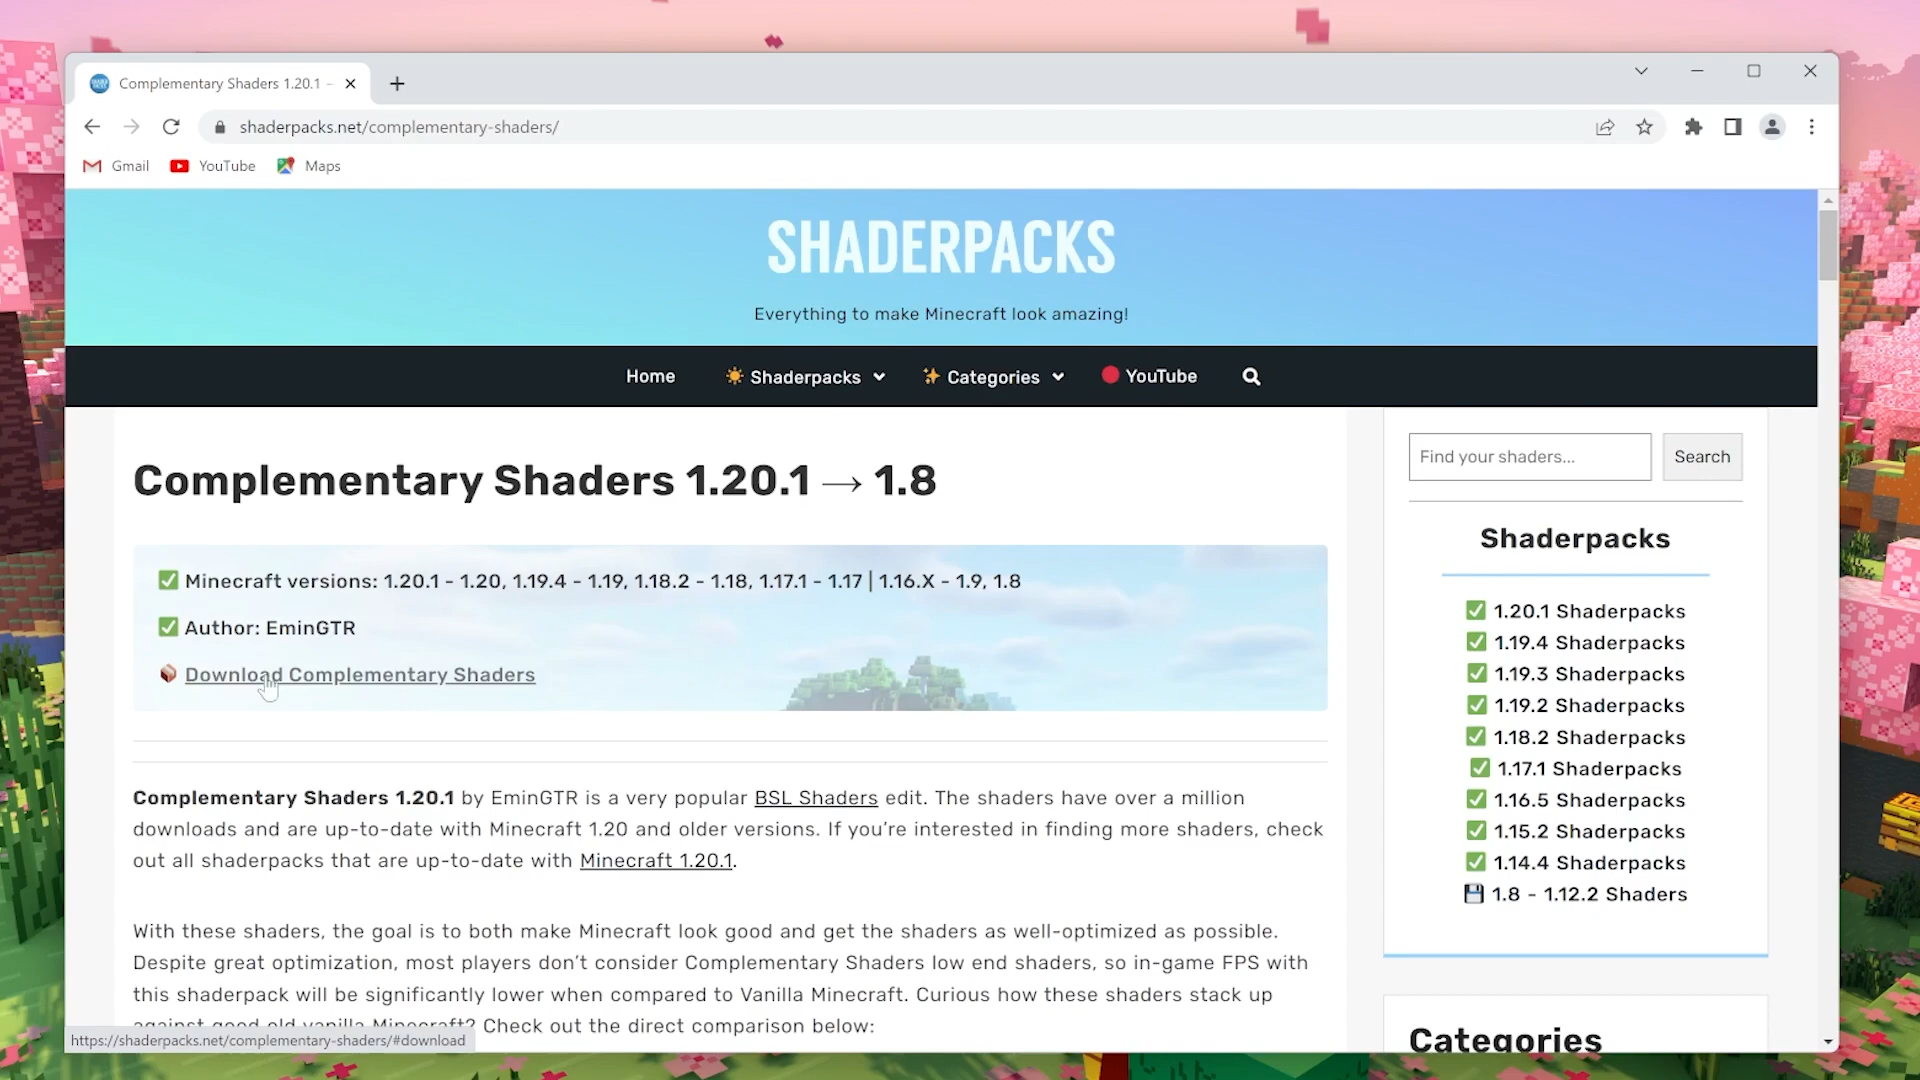 Complementary Shaders 1.20.1 –
shaderpacks.net/complementary-shaders/
Gmail YouTube Maps
SHADERPACKS
Everything to make Minecraft look amazing!
Home Shaderpacks Categories YouTube
Complementary Shaders 1.20.1 → 1.8
Minecraft versions: 1.20.1 - 1.20, 1.19.4 - 1.19, 1.18.2 - 1.18, 1.17.1 - 1.17 | 1.16.X - 1.9, 1.8
Author: EminGTR
Download Complementary Shaders
Complementary Shaders 1.20.1 by EminGTR is a very popular BSL Shaders edit. The shaders have over a million
downloads and are up-to-date with Minecraft 1.20 and older versions. If you’re interested in finding more shaders, check
out all shaderpacks that are up-to-date with Minecraft 1.20.1.
With these shaders, the goal is to both make Minecraft look good and get the shaders as well-optimized as possible.
Despite great optimization, most players don’t consider Complementary Shaders low end shaders, so in-game FPS with
this shaderpack will be significantly lower when compared to Vanilla Minecraft. Curious how these shaders stack up
against good old vanilla Minecraft? Check out the direct comparison below:
https://shaderpacks.net/complementary-shaders/#download
Find your shaders... Search
Shaderpacks
1.20.1 Shaderpacks
1.19.4 Shaderpacks
1.19.3 Shaderpacks
1.19.2 Shaderpacks
1.18.2 Shaderpacks
1.17.1 Shaderpacks
1.16.5 Shaderpacks
1.15.2 Shaderpacks
1.14.4 Shaderpacks
1.8 - 1.12.2 Shaders
Categories